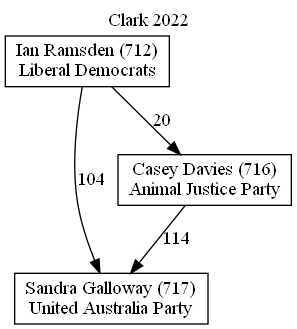 Clark 2022
Ian Ramsden (712)
Liberal Democrats
20
Casey Davies (716)
Animal Justice Party
104
114
Sandra Galloway (717)
United Australia Party